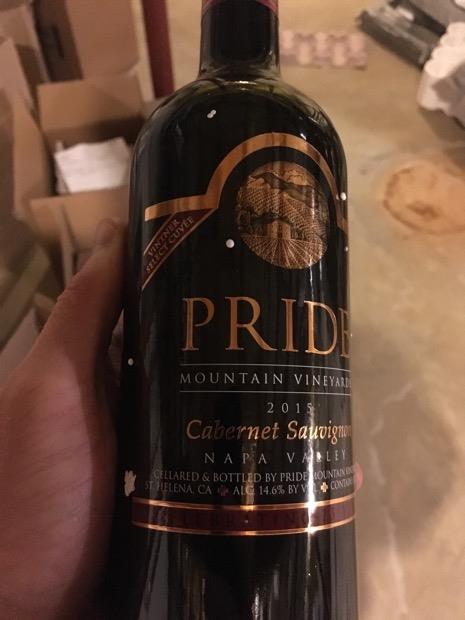 VINTNER
SELECT CUVÉE
PRIDE
MOUNTAIN VINEYARDS
2015
Cabernet Sauvignon
NAPA VALLEY
CELLARED & BOTTLED BY PRIDE MOUNTAIN
ST. HELENA, CA ALC. 14.6% BY VOL